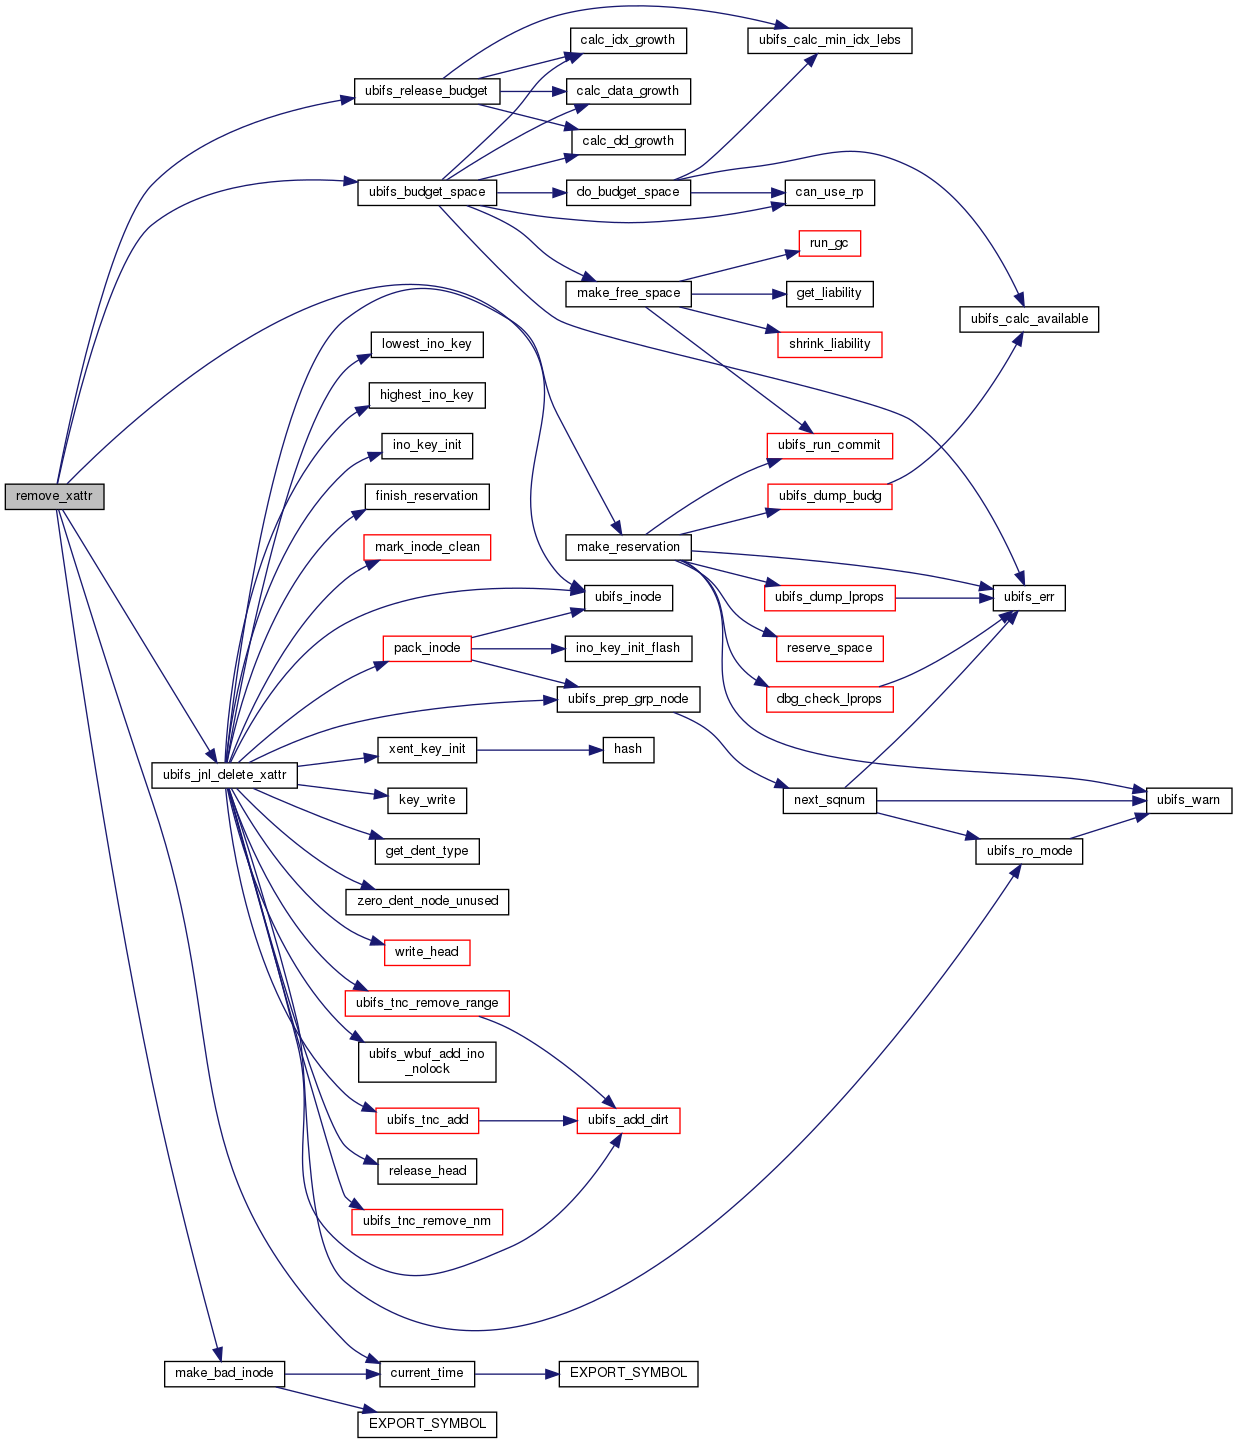 calc_idx_growth
ubifs_calc_min_idx_lebs
ubifs_release_budget
calc_data_growth
calc_dd_growth
ubifs_budget_space
do_budget_space
can_use_rp
run_gc
make_free_space
get_liability
ubifs_calc_available
lowest_ino_key
shrink_liability
highest_ino_key
ino_key_init
ubifs_run_commit
remove_xattr
finish_reservation
ubifs_dump_budg
mark_inode_clean
make_reservation
ubifs_inode
ubifs_dump_lprops
ubifs_err
pack_inode
ino_key_init_flash
reserve_space
ubifs_prep_grp_node
dbg_check_lprops
xent_key_init
hash
ubifs_jnl_delete_xattr
key_write
next_sqnum
ubifs_warn
get_dent_type
ubifs_ro_mode
zero_dent_node_unused
write_head
ubifs_tnc_remove_range
ubifs_wbuf_add_ino
_nolock
ubifs_tnc_add
ubifs_add_dirt
release_head
ubifs_tnc_remove_nm
make_bad_inode
current_time
EXPORT_SYMBOL
EXPORT_SYMBOL